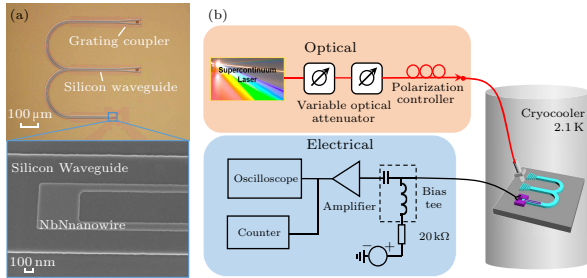 (a)
Grating coupler
Silicon waveguide
100 μm
Silicon Waveguide
NbNnanowire
100 nm
(b)
Optical
Supercontinuum
Laser
Variable optical
attenuator
Polarization
controller
Electrical
Oscilloscope
Counter
Amplifier
Bias
tee
20 kΩ
Cryocooler
2.1 K